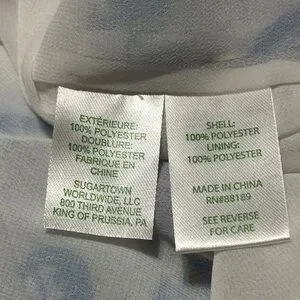 EXTÉRIEURE:
100% POLYESTER
DOUBLURE:
100% POLYESTER
FABRIQUE EN
CHINE
SUGARTOWN
WORLDWIDE, LLC
800 THIRD AVENUE
KING OF PRUSSIA, PA
SHELL:
100% POLYESTER
LINING:
100% POLYESTER
MADE IN CHINA
RN#88189
SEE REVERSE
FOR CARE